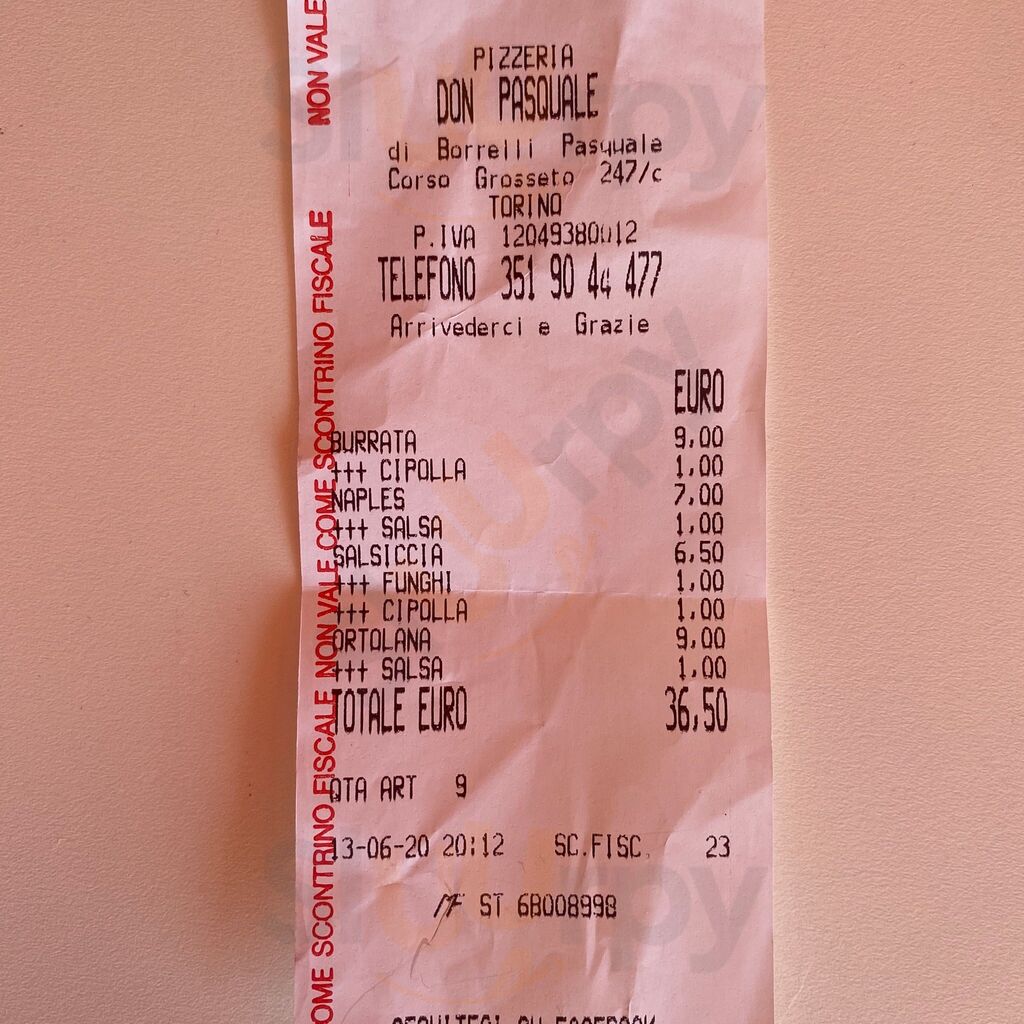 PIZZERIA
DON PASQUALE
di Borrelli Pasquale
Corso Grosseto 247/c
TORINO
P.IVA 12049380012
TELEFONO 351 90 44 477
Arrivederci e Grazie
EURO
BURRATA 9,00
+++ CIPOLLA 1,00
NAPLES 7,00
+++ SALSA 1,00
SALSICCIA 6,50
+++ FUNGHI 1,00
+++ CIPOLLA 1,00
ORTOLANA 9,00
+++ SALSA 1,00
TOTALE EURO 36,50
QTA ART 9
13-06-20 20:12 SC.FISC. 23
MF ST 6B008998
NON VALE
COME SCONTRINO FISCALE NON VALE COME SCONTRINO FISCALE
slurpy
slurpy
slurpy